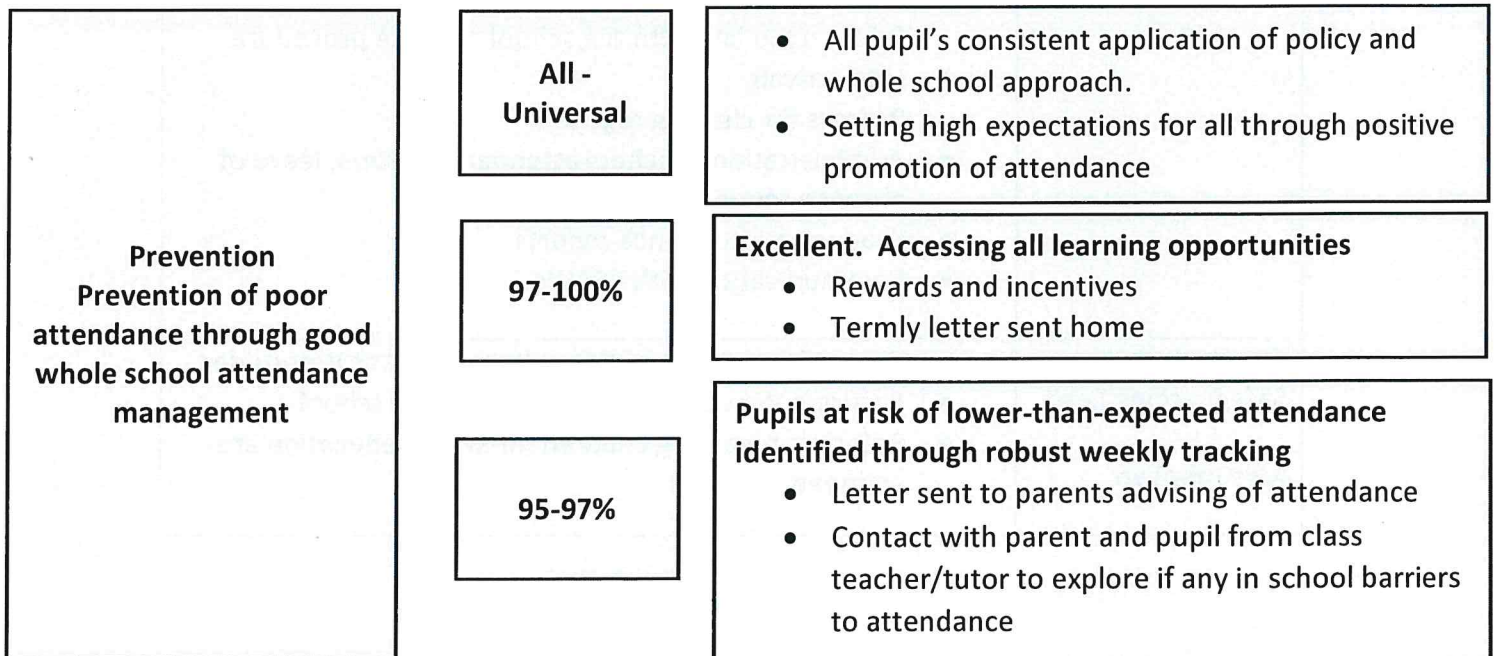 Prevention
Prevention of poor
attendance through good
whole school attendance
management
All -
Universal
• All pupil's consistent application of policy and
whole school approach.
• Setting high expectations for all through positive
promotion of attendance
97-100%
Excellent. Accessing all learning opportunities
• Rewards and incentives
• Termly letter sent home
95-97%
Pupils at risk of lower-than-expected attendance
identified through robust weekly tracking
• Letter sent to parents advising of attendance
• Contact with parent and pupil from class
teacher/tutor to explore if any in school barriers
to attendance